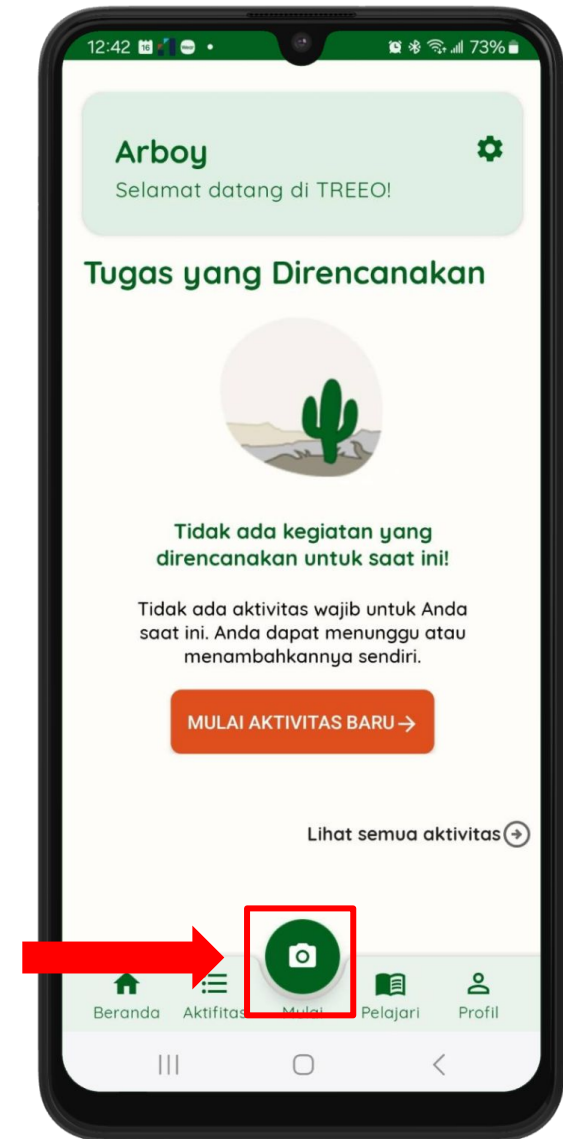 12:42 16 73%
Arboy
Selamat datang di TREEO!
Tugas yang Direncanakan
Tidak ada kegiatan yang
direncanakan untuk saat ini!
Tidak ada aktivitas wajib untuk Anda
saat ini. Anda dapat menunggu atau
menambahkannya sendiri.
MULAI AKTIVITAS BARU
Lihat semua aktivitas
Beranda Aktifitas Mulai Pelajari Profil